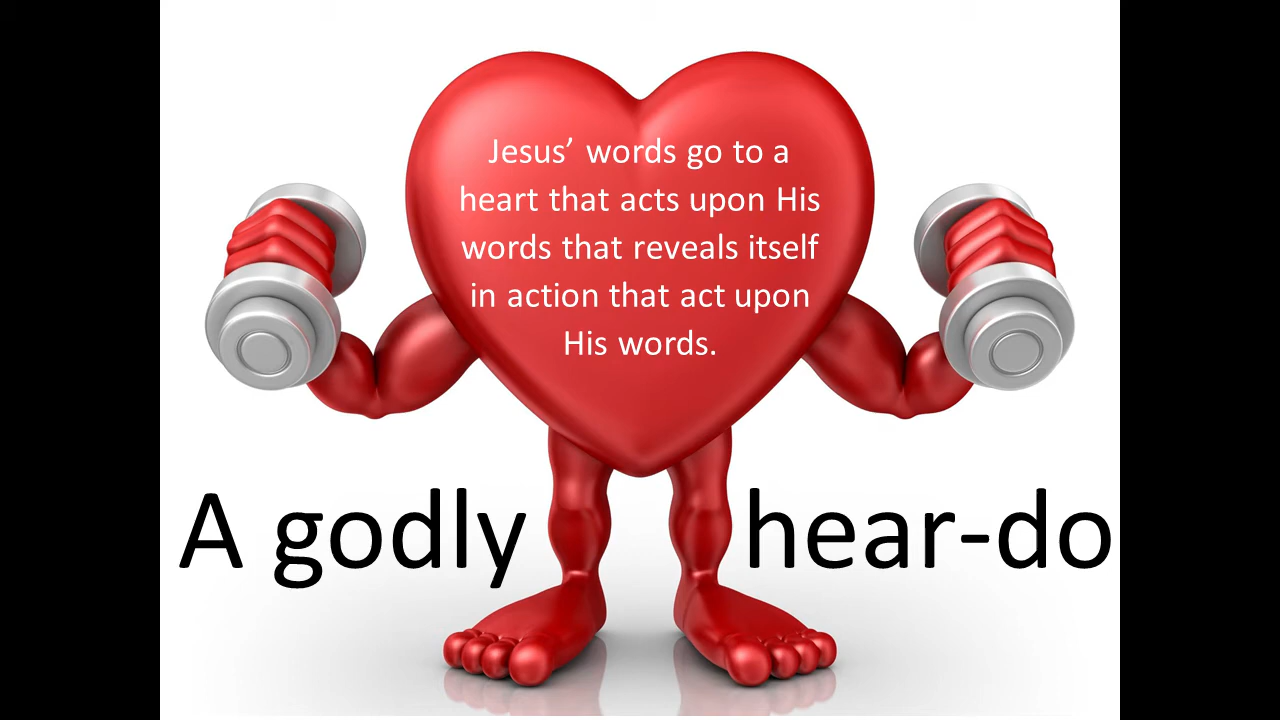 Jesus’ words go to a
heart that acts upon His
words that reveals itself
in action that act upon
His words.
A godly hear-do